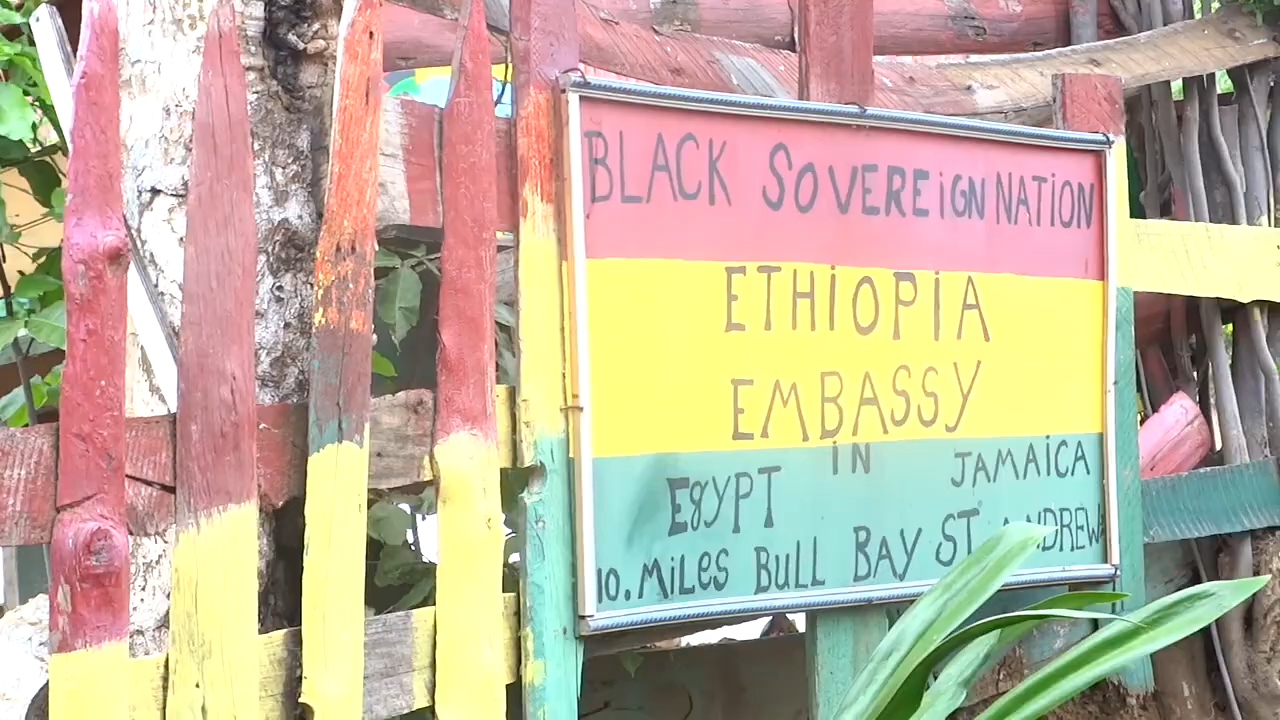 BLACK SOVEREiGN NATiON
ETHiOPiA
EMBASSY
iN
EgYPT JAMAiCA
10. MiLES BULL BAY ST. ANDREW